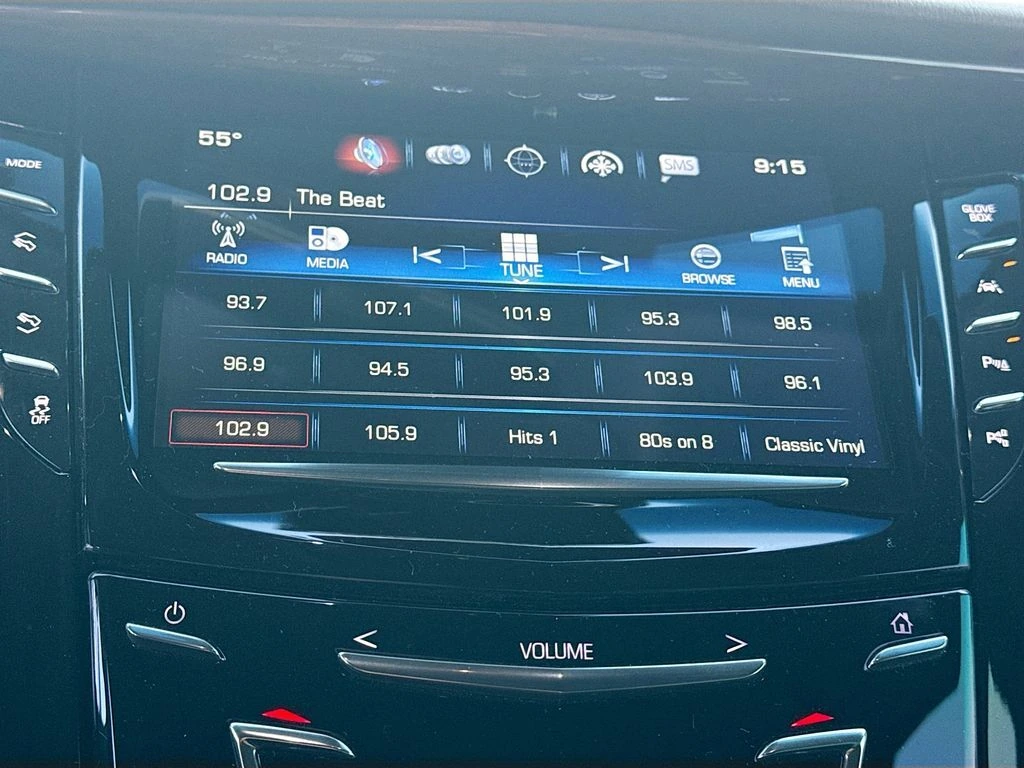 55°
SMS
9:15
102.9 The Beat
RADIO
MEDIA
TUNE
BROWSE
MENU
93.7 107.1 101.9 95.3 98.5
96.9 94.5 95.3 103.9 96.1
102.9 105.9 Hits 1 80s on 8 Classic Vinyl
MODE
OFF
GLOVE
BOX
P
P
< VOLUME >